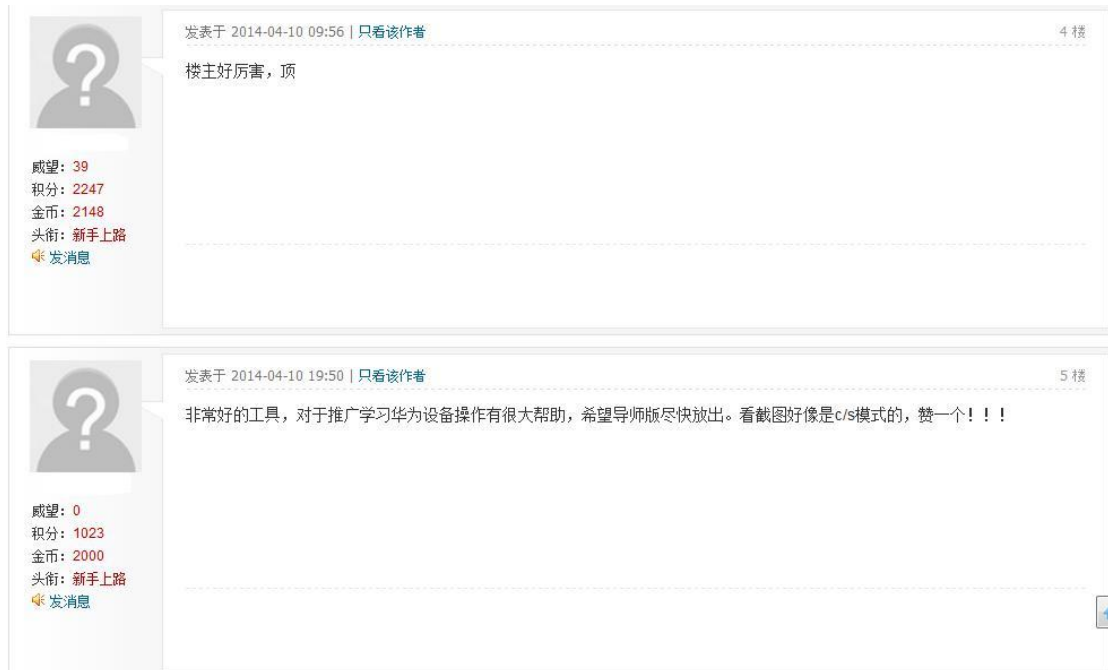 发表于 2014-04-10 09:56 | 只看该作者
4 楼
楼主好厉害，顶
威望：39
积分：2247
金币：2148
头衔：新手上路
发消息
发表于 2014-04-10 19:50 | 只看该作者
5 楼
非常好的工具，对于推广学习华为设备操作有很大帮助，希望导师版尽快放出。看截图好像是c/s模式的，赞一个！！！
威望：0
积分：1023
金币：2000
头衔：新手上路
发消息